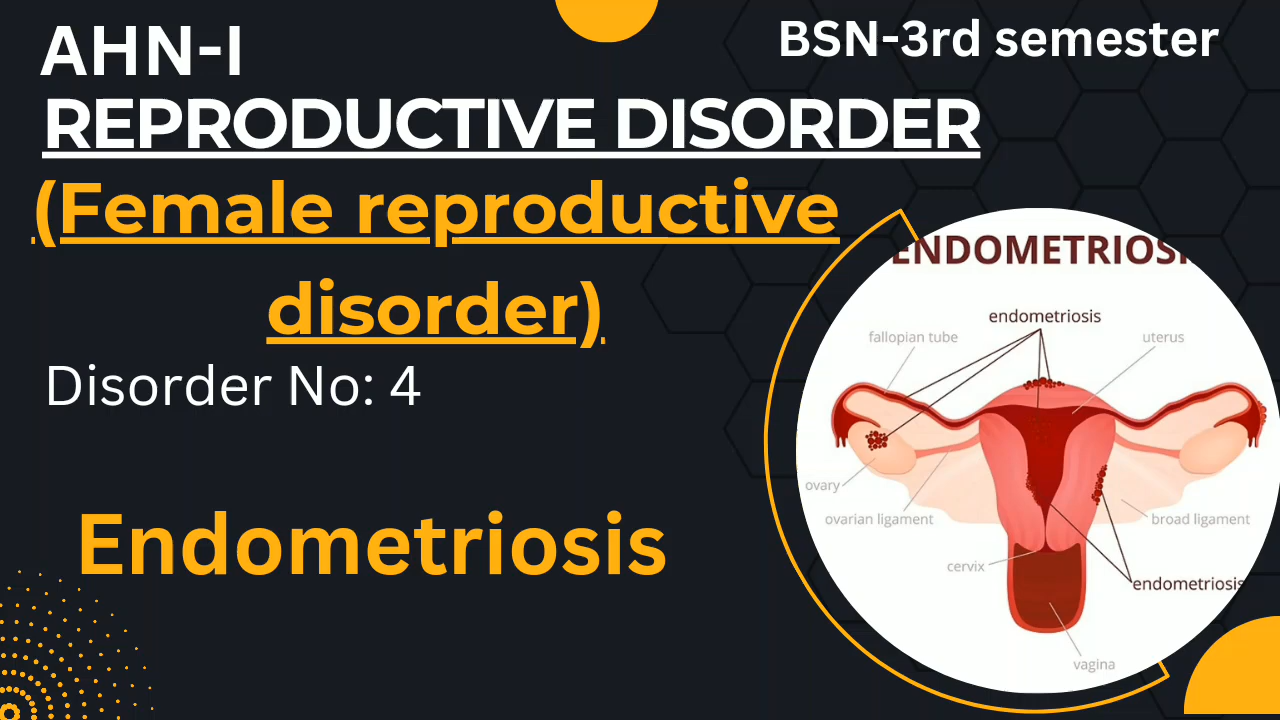 AHN-I
BSN-3rd semester
REPRODUCTIVE DISORDER
(Female reproductive
disorder)
Disorder No: 4
Endometriosis
ENDOMETRIOSI
endometriosis
fallopian tube
uterus
ovary
ovarian ligament
broad ligament
cervix
endometriosis
vagina